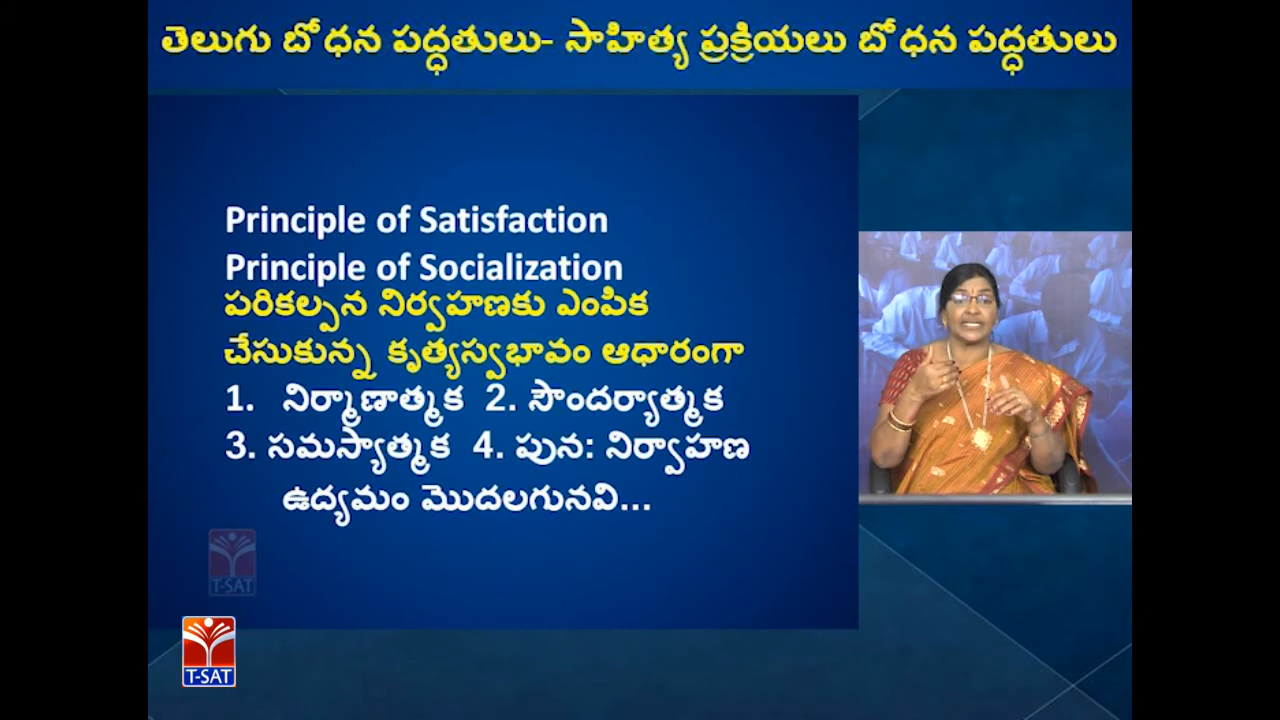 తెలుగు బోధన పద్ధతులు- సాహిత్య ప్రక్రియలు బోధన పద్ధతులు
Principle of Satisfaction
Principle of Socialization
పరికల్పన నిర్వహణకు ఎంపిక
చేసుకున్న కృత్యస్వభావం ఆధారంగా
1. నిర్మాణాత్మక 2. సౌందర్యాత్మక
3. సమస్యాత్మక 4. పున: నిర్వాహణ
ఉద్యమం మొదలగునవి...
T-SAT
T-SAT